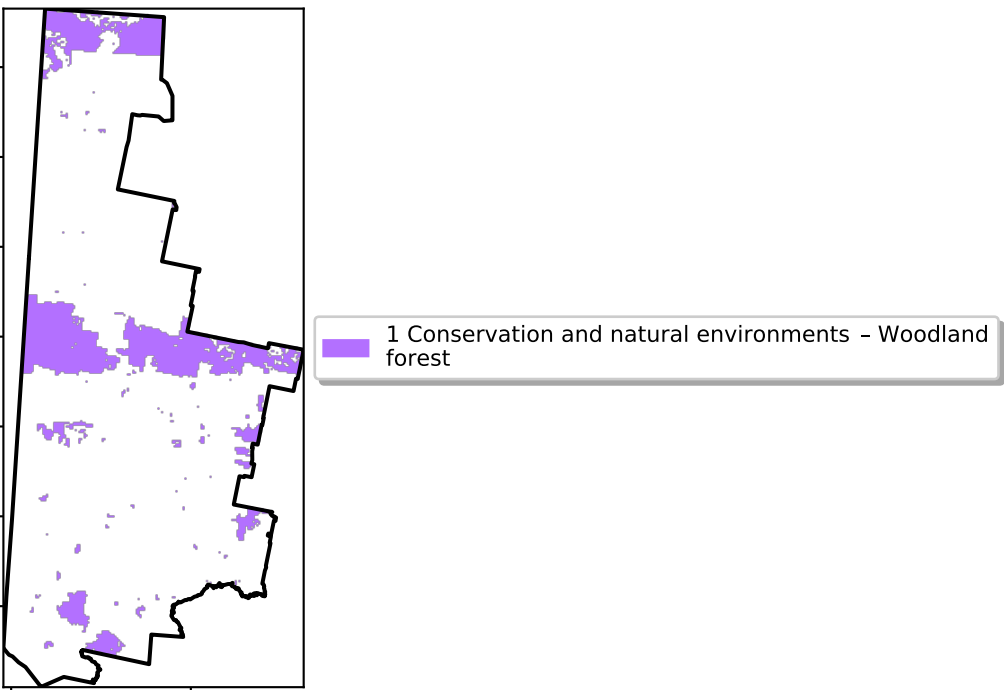 1 Conservation and natural environments – Woodland
forest